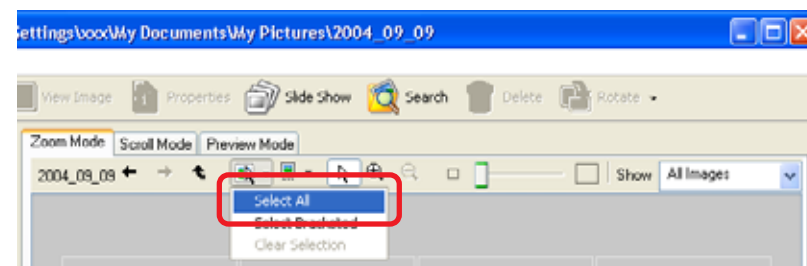 ettings\xxx\My Documents\My Pictures\2004_09_09
View Image Properties Slide Show Search Delete Rotate
Zoom Mode Scroll Mode Preview Mode
2004_09_09 Show All Images
Select All
Select Bracketed
Clear Selection